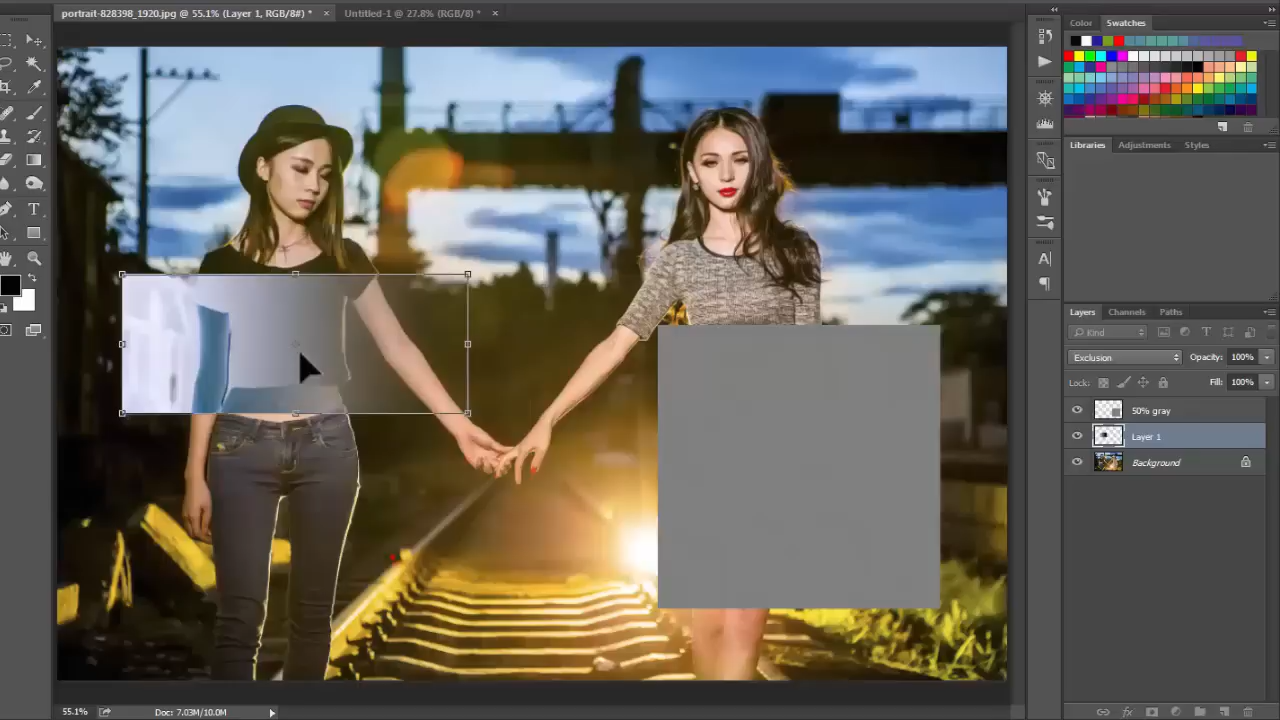 portrait-828398_1920.jpg @ 55.1% (Layer 1, RGB/8#) * ×
Untitled-1 @ 27.8% (RGB/8) * ×
Color Swatches
Libraries Adjustments Styles
Layers Channels Paths
Kind
Exclusion Opacity: 100%
Lock: Fill: 100%
50% gray
Layer 1
Background
55.1% Doc: 7.03M/10.0M